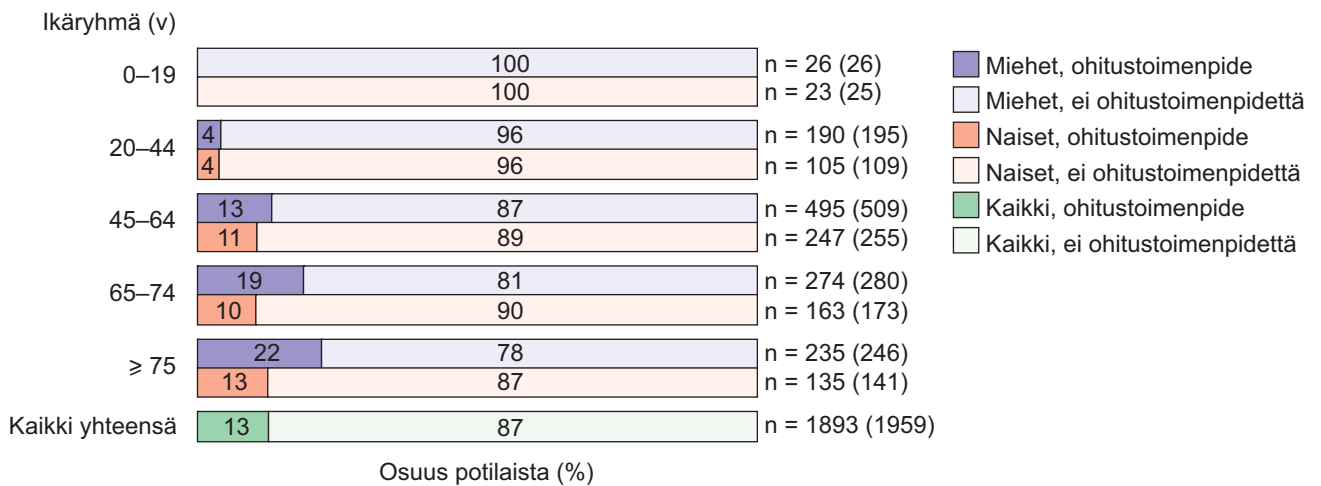 Ikäryhmä (v)
0–19
100
n = 26 (26)
100
n = 23 (25)
20–44
4
96
n = 190 (195)
4
96
n = 105 (109)
45–64
13
87
n = 495 (509)
11
89
n = 247 (255)
65–74
19
81
n = 274 (280)
10
90
n = 163 (173)
⩾ 75
22
78
n = 235 (246)
13
87
n = 135 (141)
Kaikki yhteensä
13
87
n = 1893 (1959)
Osuus potilaista (%)
Miehet, ohitustoimenpide
Miehet, ei ohitustoimenpidettä
Naiset, ohitustoimenpide
Naiset, ei ohitustoimenpidettä
Kaikki, ohitustoimenpide
Kaikki, ei ohitustoimenpidettä